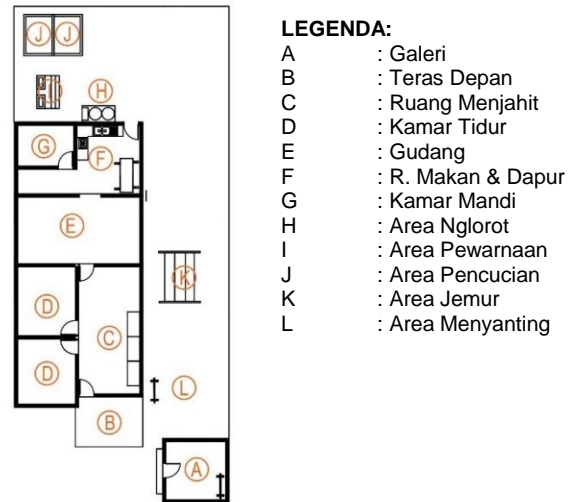 J J
I
H
G
F
E
K
D
C
D
L
B
A
LEGENDA:
A : Galeri
B : Teras Depan
C : Ruang Menjahit
D : Kamar Tidur
E : Gudang
F : R. Makan & Dapur
G : Kamar Mandi
H : Area Nglorot
I : Area Pewarnaan
J : Area Pencucian
K : Area Jemur
L : Area Menyanting